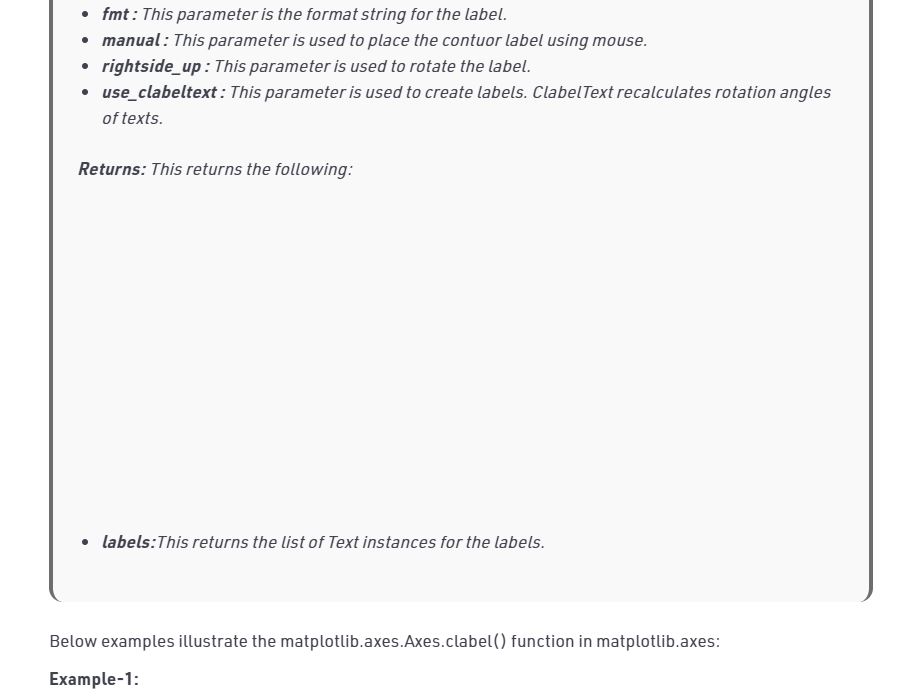 • fmt : This parameter is the format string for the label.
• manual : This parameter is used to place the contuor label using mouse.
• rightside_up : This parameter is used to rotate the label.
• use_clabeltext : This parameter is used to create labels. ClabelText recalculates rotation angles
of texts.
Returns: This returns the following:
• labels:This returns the list of Text instances for the labels.
Below examples illustrate the matplotlib.axes.Axes.clabel() function in matplotlib.axes:
Example-1: